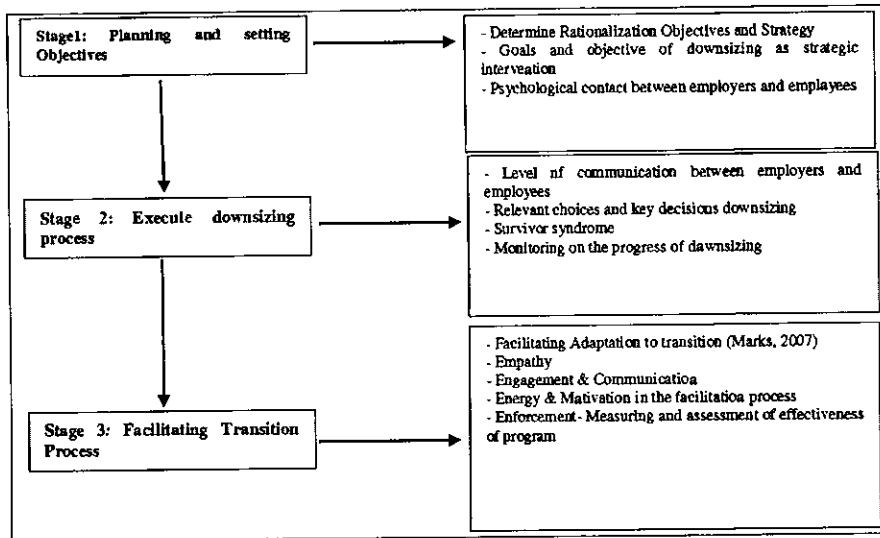 Stage1: Planning and setting
Objectives
- Determine Rationalization Objectives and Strategy
- Goals and objective of downsizing as strategic
intervention
- Psychological contact between employers and emplayees
Stage 2: Execute downsizing
process
- Level nf communication between employers and
employees
- Relevant choices and key decisions downsizing
- Survivor syndrome
- Monitoring on the progress of dawnsizing
Stage 3: Facilitating Transition
Process
- Facilitating Adaptation to transition (Marks, 2007)
- Empathy
- Engagement & Communication
- Energy & Mativation in the facilitation process
- Enforcement- Measuring and assessment of effectiveness
of program